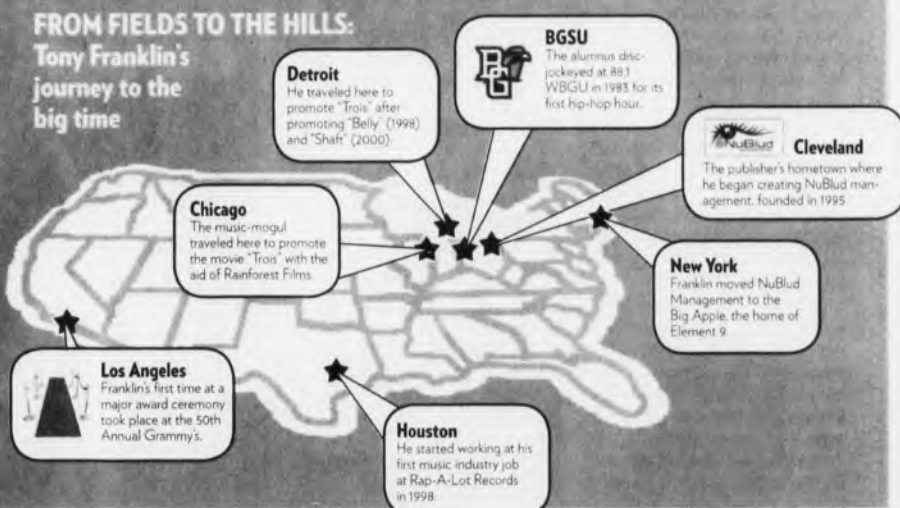 FROM FIELDS TO THE HILLS:
Tony Franklin's
journey to the
big time
Detroit
He traveled here to
promote "Trois" after
promoting "Belly" (1998)
and "Shaft" (2000).
BG
BGSU
The alumnus disc-
jockeyed at 88.1
WBGU in 1983 for its
first hip-hop hour.
NuBlud
Cleveland
The publisher's hometown where
he began creating NuBlud man-
agement, founded in 1995.
Chicago
The music-mogul
traveled here to promote
the movie "Trois" with the
aid of Rainforest Films.
New York
Franklin moved NuBlud
Management to the
Big Apple, the home of
Element 9.
Los Angeles
Franklin's first time at a
major award ceremony
took place at the 50th
Annual Grammy's.
Houston
He started working at his
first music industry job
at Rap-A-Lot Records
in 1998.